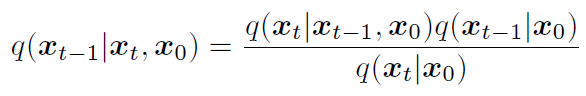 q(x_{t-1}|x_t, x_0) = \frac{q(x_t|x_{t-1}, x_0)q(x_{t-1}|x_0)}{q(x_t|x_0)}